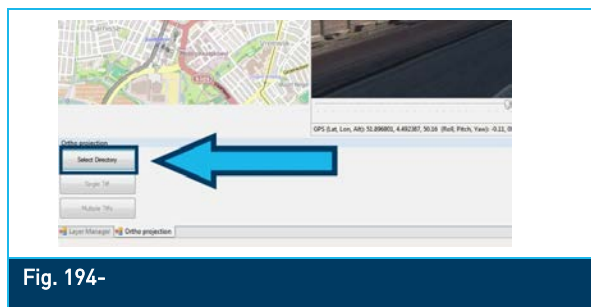 GPS (Lat, Lon, Alt): 51.896801, 4.492387, 50.16 (Roll, Pitch, Yaw): -0.11, 0
Ortho projection
Select Directory
Single Tiff
Multiple Tiffs
Layer Manager
Ortho projection
Fig. 194-